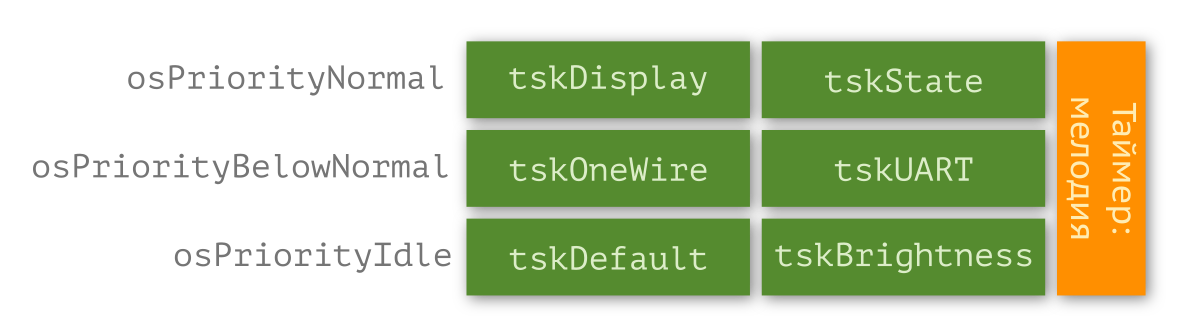 osPriorityNormal tskDisplay tskState
osPriorityBelowNormal tskOneWire tskUART
osPriorityIdle tskDefault tskBrightness
Таймер:
мелодия